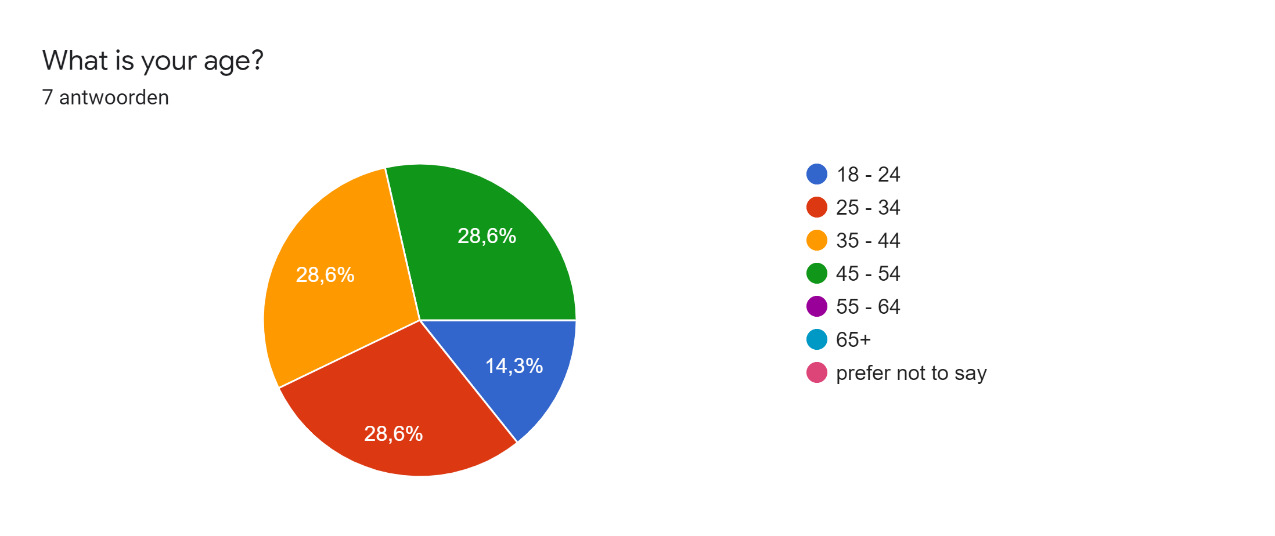 What is your age?
7 antwoorden
28,6%
28,6%
14,3%
28,6%
18 - 24
25 - 34
35 - 44
45 - 54
55 - 64
65+
prefer not to say